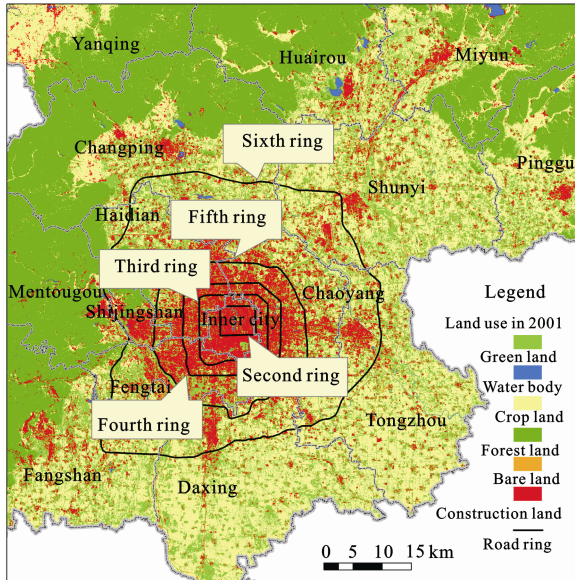 Yanqing
Huairou
Miyun
Changping
Sixth ring
Pinggu
Shunyi
Haidian
Fifth ring
Third ring
Mentougou
Chaoyang
Shijingshan
Inner city
Second ring
Fengtai
Fourth ring
Tongzhou
Fangshan
Daxing
Legend
Land use in 2001
Green land
Water body
Crop land
Forest land
Bare land
Construction land
Road ring
0 5 10 15 km